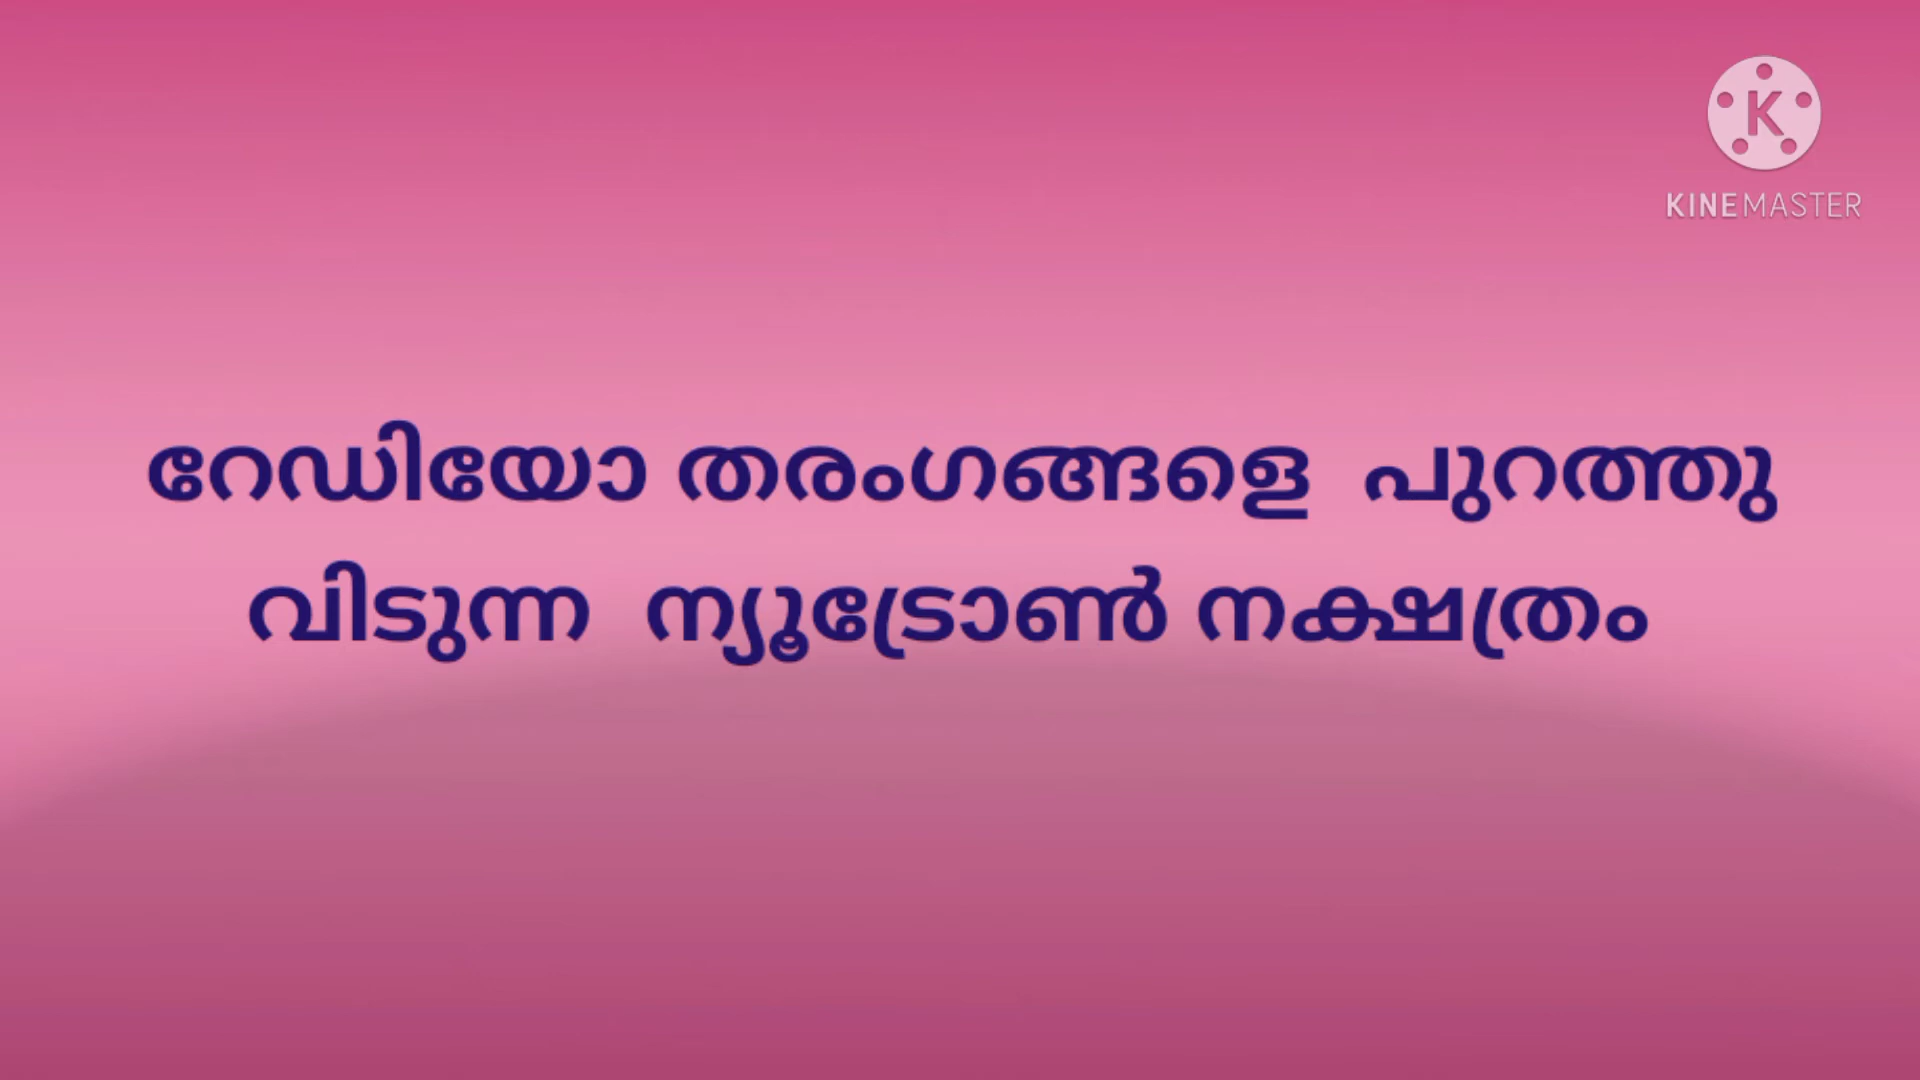 K
KINEMASTER
റേഡിയോ തരംഗങ്ങളെ പുറത്തു
വിടുന്ന ന്യൂട്രോൺ നക്ഷത്രം